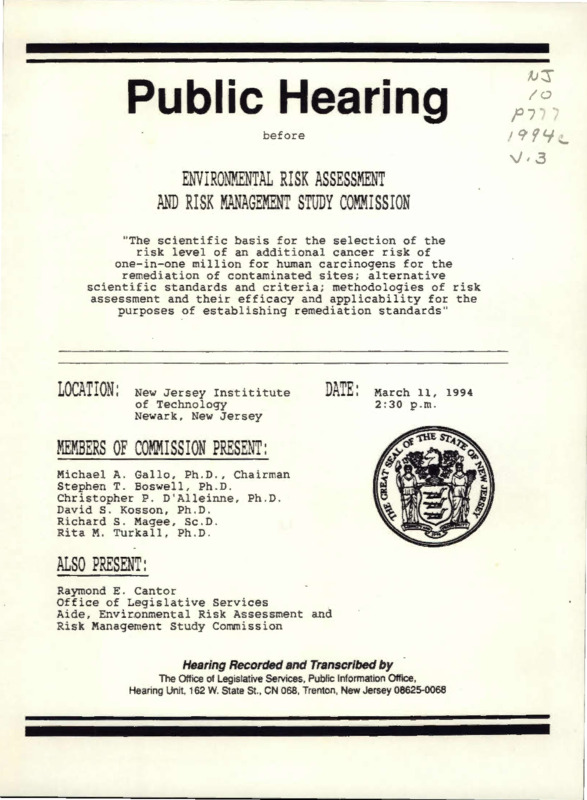 Public Hearing
before
NJ
10
P777
1994c
V.3
ENVIRONMENTAL RISK ASSESSMENT
AND RISK MANAGEMENT STUDY COMMISSION
"The scientific basis for the selection of the
risk level of an additional cancer risk of
one-in-one million for human carcinogens for the
remediation of contaminated sites; alternative
scientific standards and criteria; methodologies of risk
assessment and their efficacy and applicability for the
purposes of establishing remediation standards"
LOCATION: New Jersey Instititute
of Technology
Newark, New Jersey
DATE: March 11, 1994
2:30 p.m.
MEMBERS OF COMMISSION PRESENT:
Michael A. Gallo, Ph.D., Chairman
Stephen T. Boswell, Ph.D.
Christopher P. D'Alleinne, Ph.D.
David S. Kosson, Ph.D.
Richard S. Magee, Sc.D.
Rita M. Turkall, Ph.D.
THE GREAT SEAL OF THE STATE OF NEW JERSEY
ALSO PRESENT:
Raymond E. Cantor
Office of Legislative Services
Aide, Environmental Risk Assessment and
Risk Management Study Commission
Hearing Recorded and Transcribed by
The Office of Legislative Services, Public Information Office,
Hearing Unit, 162 W. State St., CN 068, Trenton, New Jersey 08625-0068